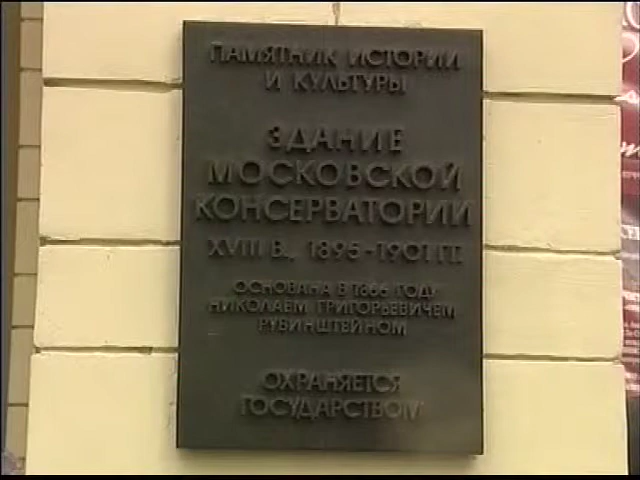 ПАМЯТНИК ИСТОРИИ
И КУЛЬТУРЫ
ЗДАНИЕ
МОСКОВСКОЙ
КОНСЕРВАТОРИИ
XVIII В., 1895-1901 ГГ.
ОСНОВАНА В 1866 ГОДУ
НИКОЛАЕМ ГРИГОРЬЕВИЧЕМ
РУБИНШТЕЙНОМ
ОХРАНЯЕТСЯ
ГОСУДАРСТВОМ